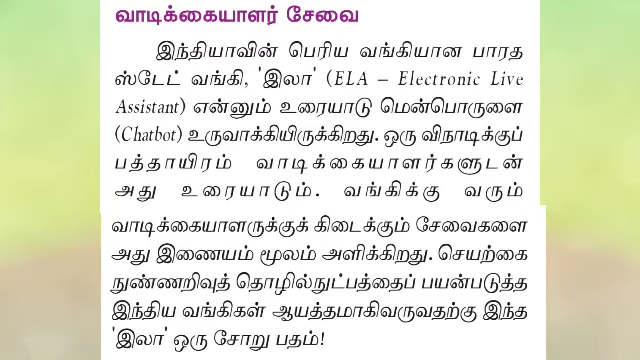 வாடிக்கையாளர் சேவை
இந்தியாவின் பெரிய வங்கியான பாரத
ஸ்டேட் வங்கி, 'இலா' (ELA – Electronic Live
Assistant) என்னும் உரையாடு மென்பொருளை
(Chatbot) உருவாக்கியிருக்கிறது. ஒரு விநாடிக்குப்
பத்தாயிரம் வாடிக்கையாளர்களுடன்
அது உரையாடும். வங்கிக்கு வரும்
வாடிக்கையாளருக்குக் கிடைக்கும் சேவைகளை
அது இணையம் மூலம் அளிக்கிறது. செயற்கை
நுண்ணறிவுத் தொழில்நுட்பத்தைப் பயன்படுத்த
இந்திய வங்கிகள் ஆயத்தமாகிவருவதற்கு இந்த
'இலா' ஒரு சோறு பதம்!